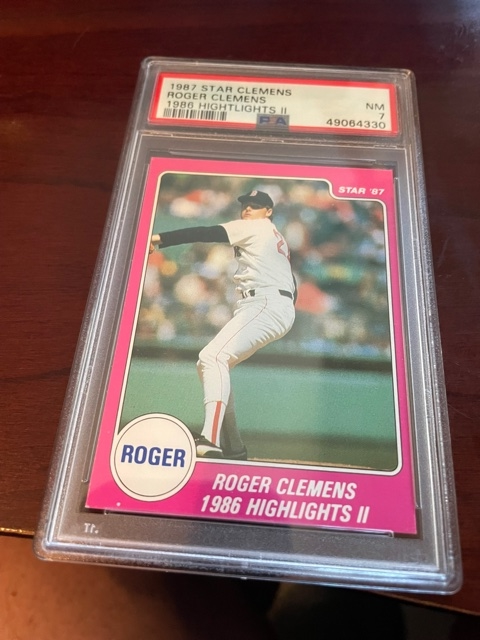 1987 STAR CLEMENS
ROGER CLEMENS NM
1986 HIGHTLIGHTS II 7
PSA 49064330
STAR '87
ROGER
ROGER CLEMENS
1986 HIGHLIGHTS II